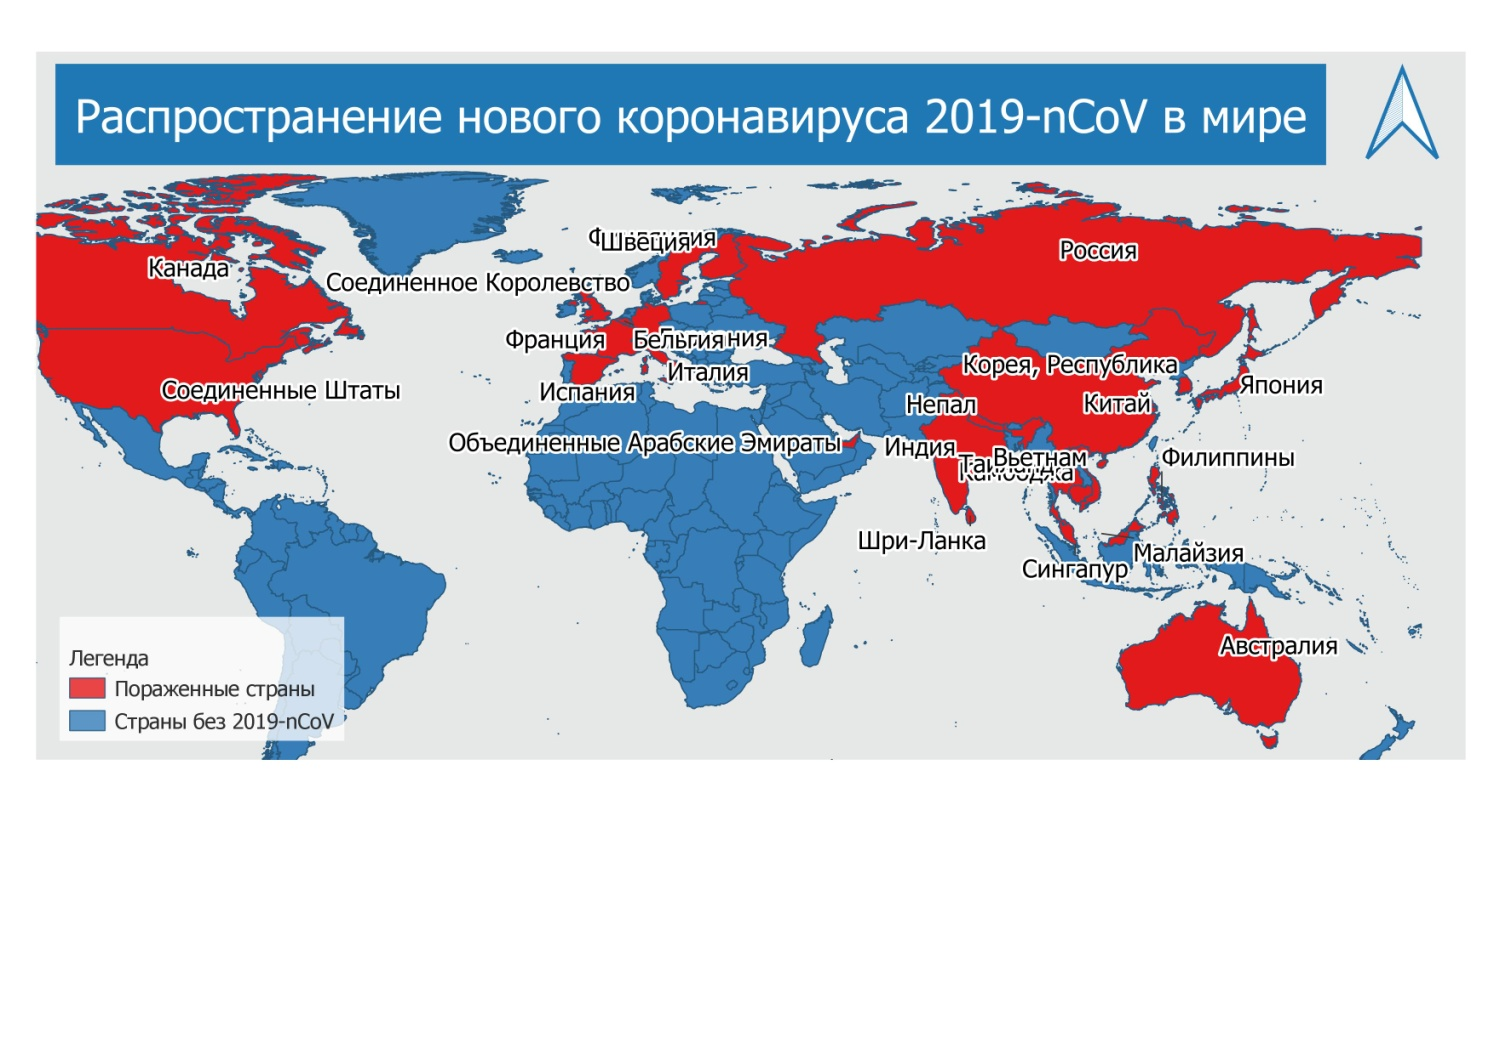 Распространение нового коронавируса 2019-nCoV в мире
Швеция
Россия
Канада
Соединенное Королевство
Франция
Бельгия
Италия
Корея, Республика
Соединенные Штаты
Испания
Япония
Непал
Китай
Объединенные Арабские Эмираты
Индия
Вьетнам
Филиппины
Камбоджа
Шри-Ланка
Малайзия
Сингапур
Австралия
Легенда
Пораженные страны
Страны без 2019-nCoV